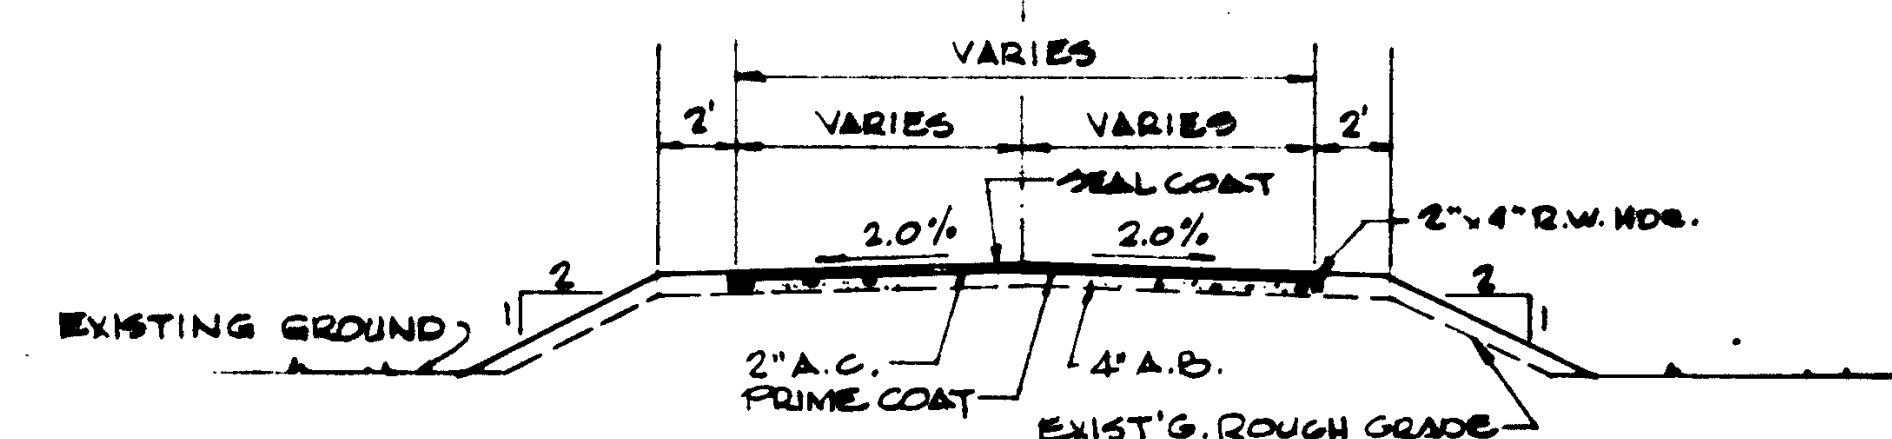 VARIES
2' VARIES VARIES 2'
SEAL COAT
2"x4" R.W. HDR.
2.0% 2.0%
2 2
1 1
EXISTING GROUND
2" A.C. 4" A.B.
PRIME COAT
EXIST'G. ROUGH GRADE